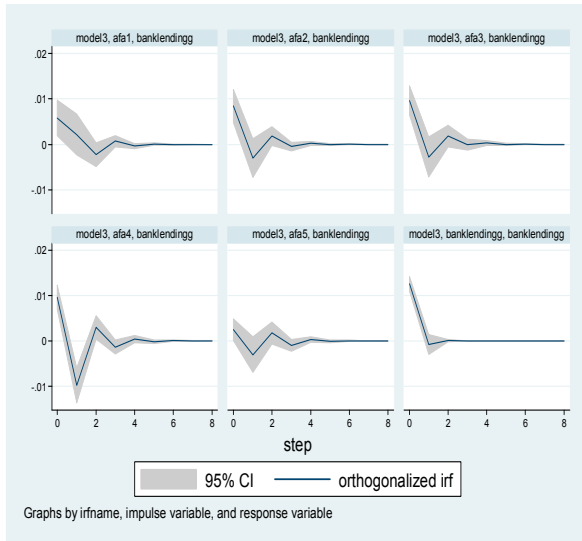 model3, afa1, banklendingg
model3, afa2, banklendingg
model3, afa3, banklendingg
.02
.01
0
-.01
model3, afa4, banklendingg
model3, afa5, banklendingg
model3, banklendingg, banklendingg
.02
.01
0
-.01
0 2 4 6 8
0 2 4 6 8
0 2 4 6 8
step
95% CI
orthogonalized irf
Graphs by irfname, impulse variable, and response variable